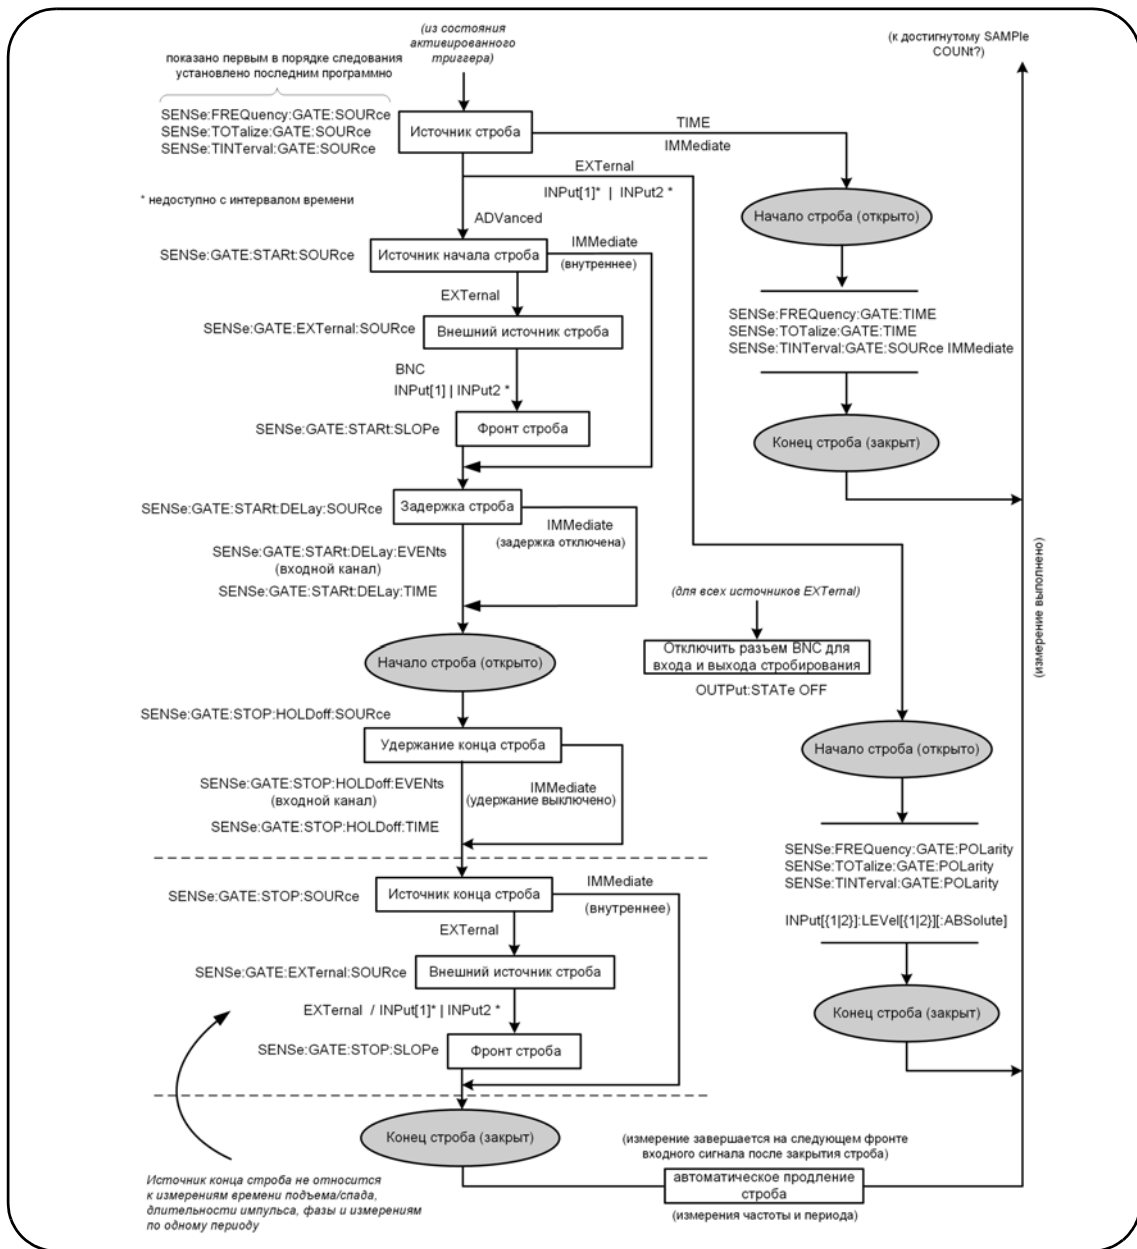 (из состояния
активированного
триггера)
(к достигнутому SAMPle
COUNt?)
показано первым в порядке следования
установлено последним программно
SENSe:FREQuency:GATE:SOURce
SENSe:TOTalize:GATE:SOURce
SENSe:TINTerval:GATE:SOURce
Источник строба
TIME
IMMediate
EXTernal
INPut[1]* | INPut2 *
* недоступно с интервалом времени
ADVanced
Начало строба (открыто)
SENSe:GATE:STARt:SOURce
Источник начала строба
IMMediate
(внутреннее)
EXTernal
SENSe:GATE:EXTernal:SOURce
Внешний источник строба
SENSe:FREQuency:GATE:TIME
SENSe:TOTalize:GATE:TIME
SENSe:TINTerval:GATE:SOURce IMMediate
BNC
INPut[1] | INPut2 *
SENSe:GATE:STARt:SLOPe
Фронт строба
Конец строба (закрыт)
SENSe:GATE:STARt:DELay:SOURce
Задержка строба
IMMediate
(задержка отключена)
SENSe:GATE:STARt:DELay:EVENts
(входной канал)
SENSe:GATE:STARt:DELay:TIME
(для всех источников EXTernal)
(измерение выполнено)
Начало строба (открыто)
Отключить разъем BNC для
входа и выхода стробирования
OUTPut:STATe OFF
SENSe:GATE:STOP:HOLDoff:SOURce
Удержание конца строба
Начало строба (открыто)
SENSe:GATE:STOP:HOLDoff:EVENts
(входной канал)
IMMediate
(удержание выключено)
SENSe:GATE:STOP:HOLDoff:TIME
SENSe:FREQuency:GATE:POLarity
SENSe:TOTalize:GATE:POLarity
SENSe:TINTerval:GATE:POLarity
INPut[{1|2}]:LEVel[{1|2}][:ABSolute]
SENSe:GATE:STOP:SOURce
Источник конца строба
IMMediate
(внутреннее)
EXTernal
SENSe:GATE:EXTernal:SOURce
Внешний источник строба
EXTernal / INPut[1]* | INPut2 *
Конец строба (закрыт)
SENSe:GATE:STOP:SLOPe
Фронт строба
Конец строба (закрыт)
(измерение завершается на следующем фронте
входного сигнала после закрытия строба)
автоматическое продление
строба
(измерения частоты и периода)
Источник конца строба не относится
к измерениям времени подъема/спада,
длительности импульса, фазы и измерениям
по одному периоду